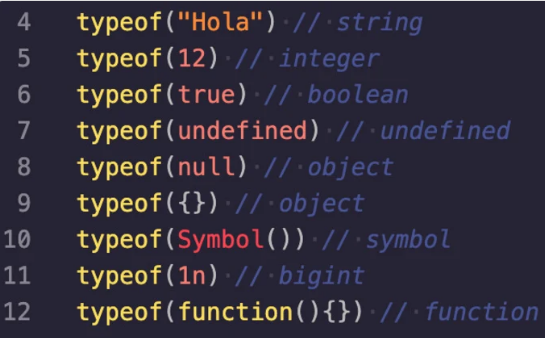 4 typeof("Hola") // string
5 typeof(12) // integer
6 typeof(true) // boolean
7 typeof(undefined) // undefined
8 typeof(null) // object
9 typeof({}) // object
10 typeof(Symbol()) // symbol
11 typeof(1n) // bigint
12 typeof(function(){}) // function